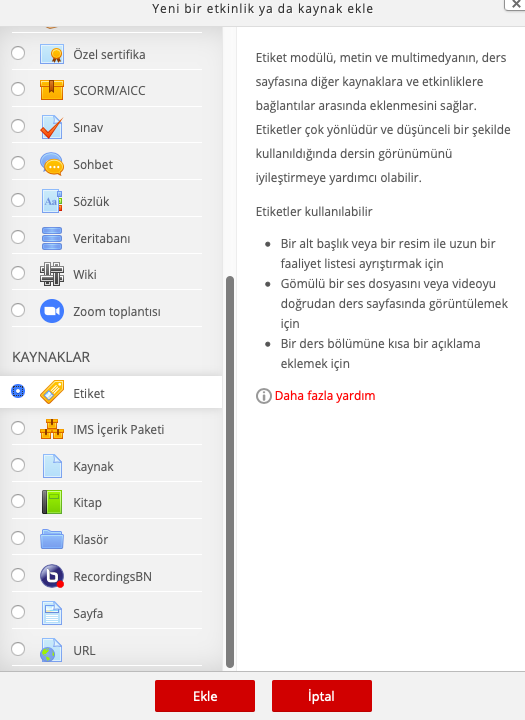 Yeni bir etkinlik ya da kaynak ekle
Özel sertifika
SCORM/AICC
Sınav
Sohbet
Sözlük
Veritabanı
Wiki
Zoom toplantısı
KAYNAKLAR
Etiket
IMS İçerik Paketi
Kaynak
Kitap
Klasör
RecordingsBN
Sayfa
URL
Etiket modülü, metin ve multimedyanın, ders
sayfasına diğer kaynaklara ve etkinliklere
bağlantılar arasında eklenmesini sağlar.
Etiketler çok yönlüdür ve düşünceli bir şekilde
kullanıldığında dersin görünümünü
iyileştirmeye yardımcı olabilir.
Etiketler kullanılabilir
• Bir alt başlık veya bir resim ile uzun bir
faaliyet listesi ayrıştırmak için
• Gömülü bir ses dosyasını veya videoyu
doğrudan ders sayfasında görüntülemek
için
• Bir ders bölümüne kısa bir açıklama
eklemek için
Daha fazla yardım
Ekle
İptal